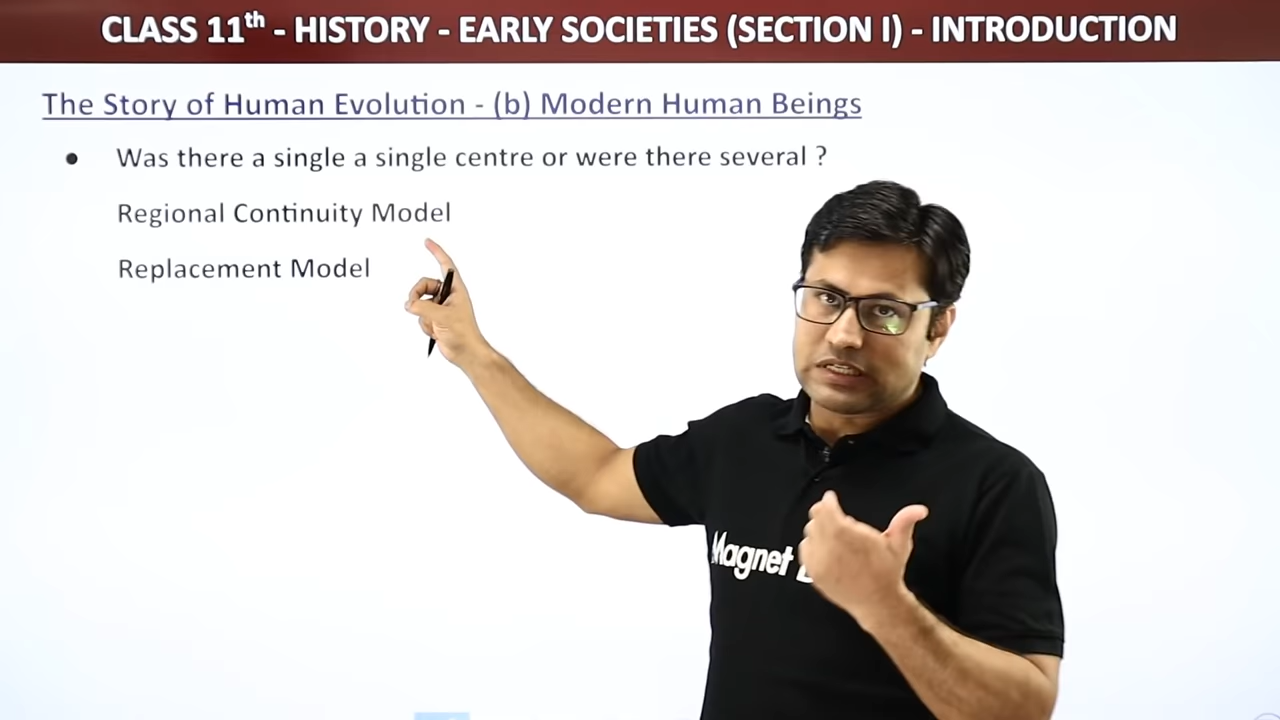 CLASS 11th - HISTORY - EARLY SOCIETIES (SECTION I) - INTRODUCTION
The Story of Human Evolution - (b) Modern Human Beings
• Was there a single a single centre or were there several ?
Regional Continuity Model
Replacement Model
Magnet